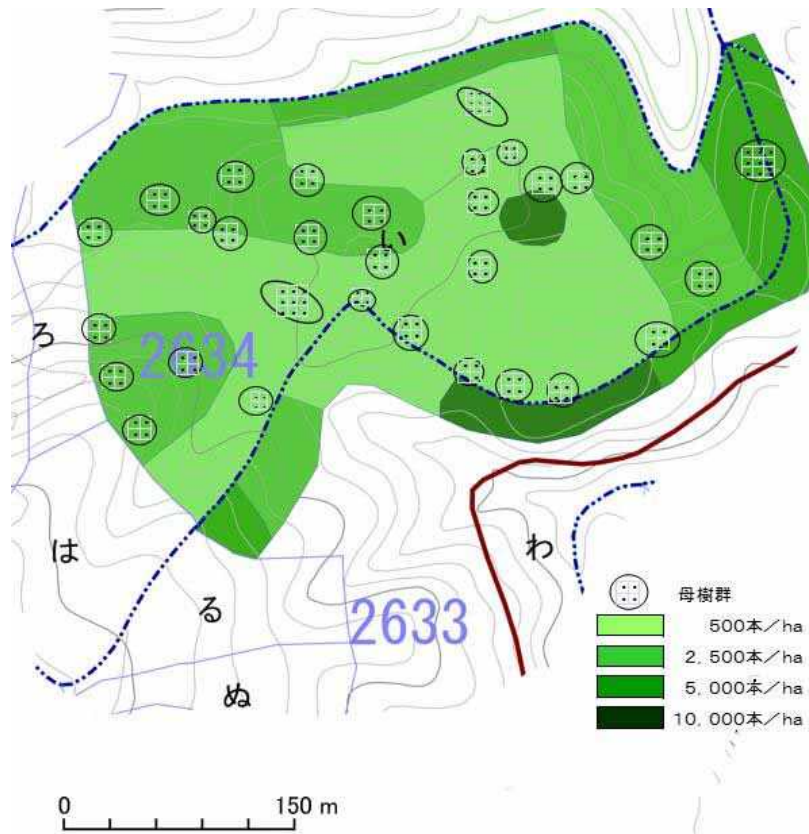 い
ろ
2634
は
る
わ
2633
ぬ
母樹群
500本／ha
2，500本／ha
5，000本／ha
10，000本／ha
0 150 m